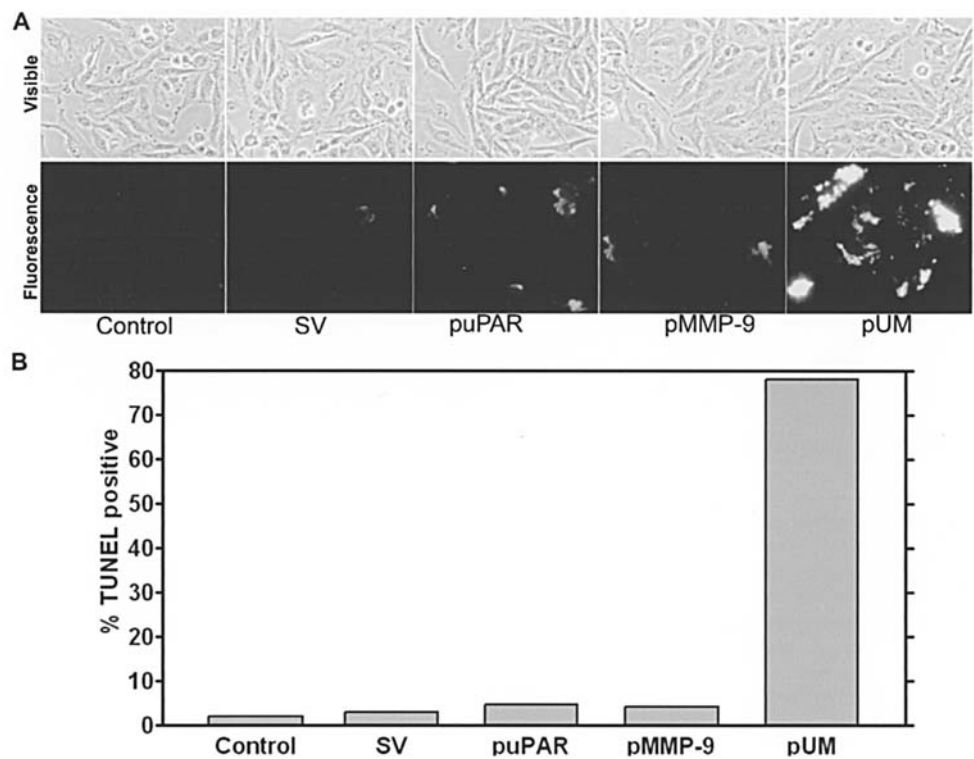 A
Visible
Fluorescence
Control SV puPAR pMMP-9 pUM
B
% TUNEL positive
80
70
60
50
40
30
20
10
0
Control SV puPAR pMMP-9 pUM